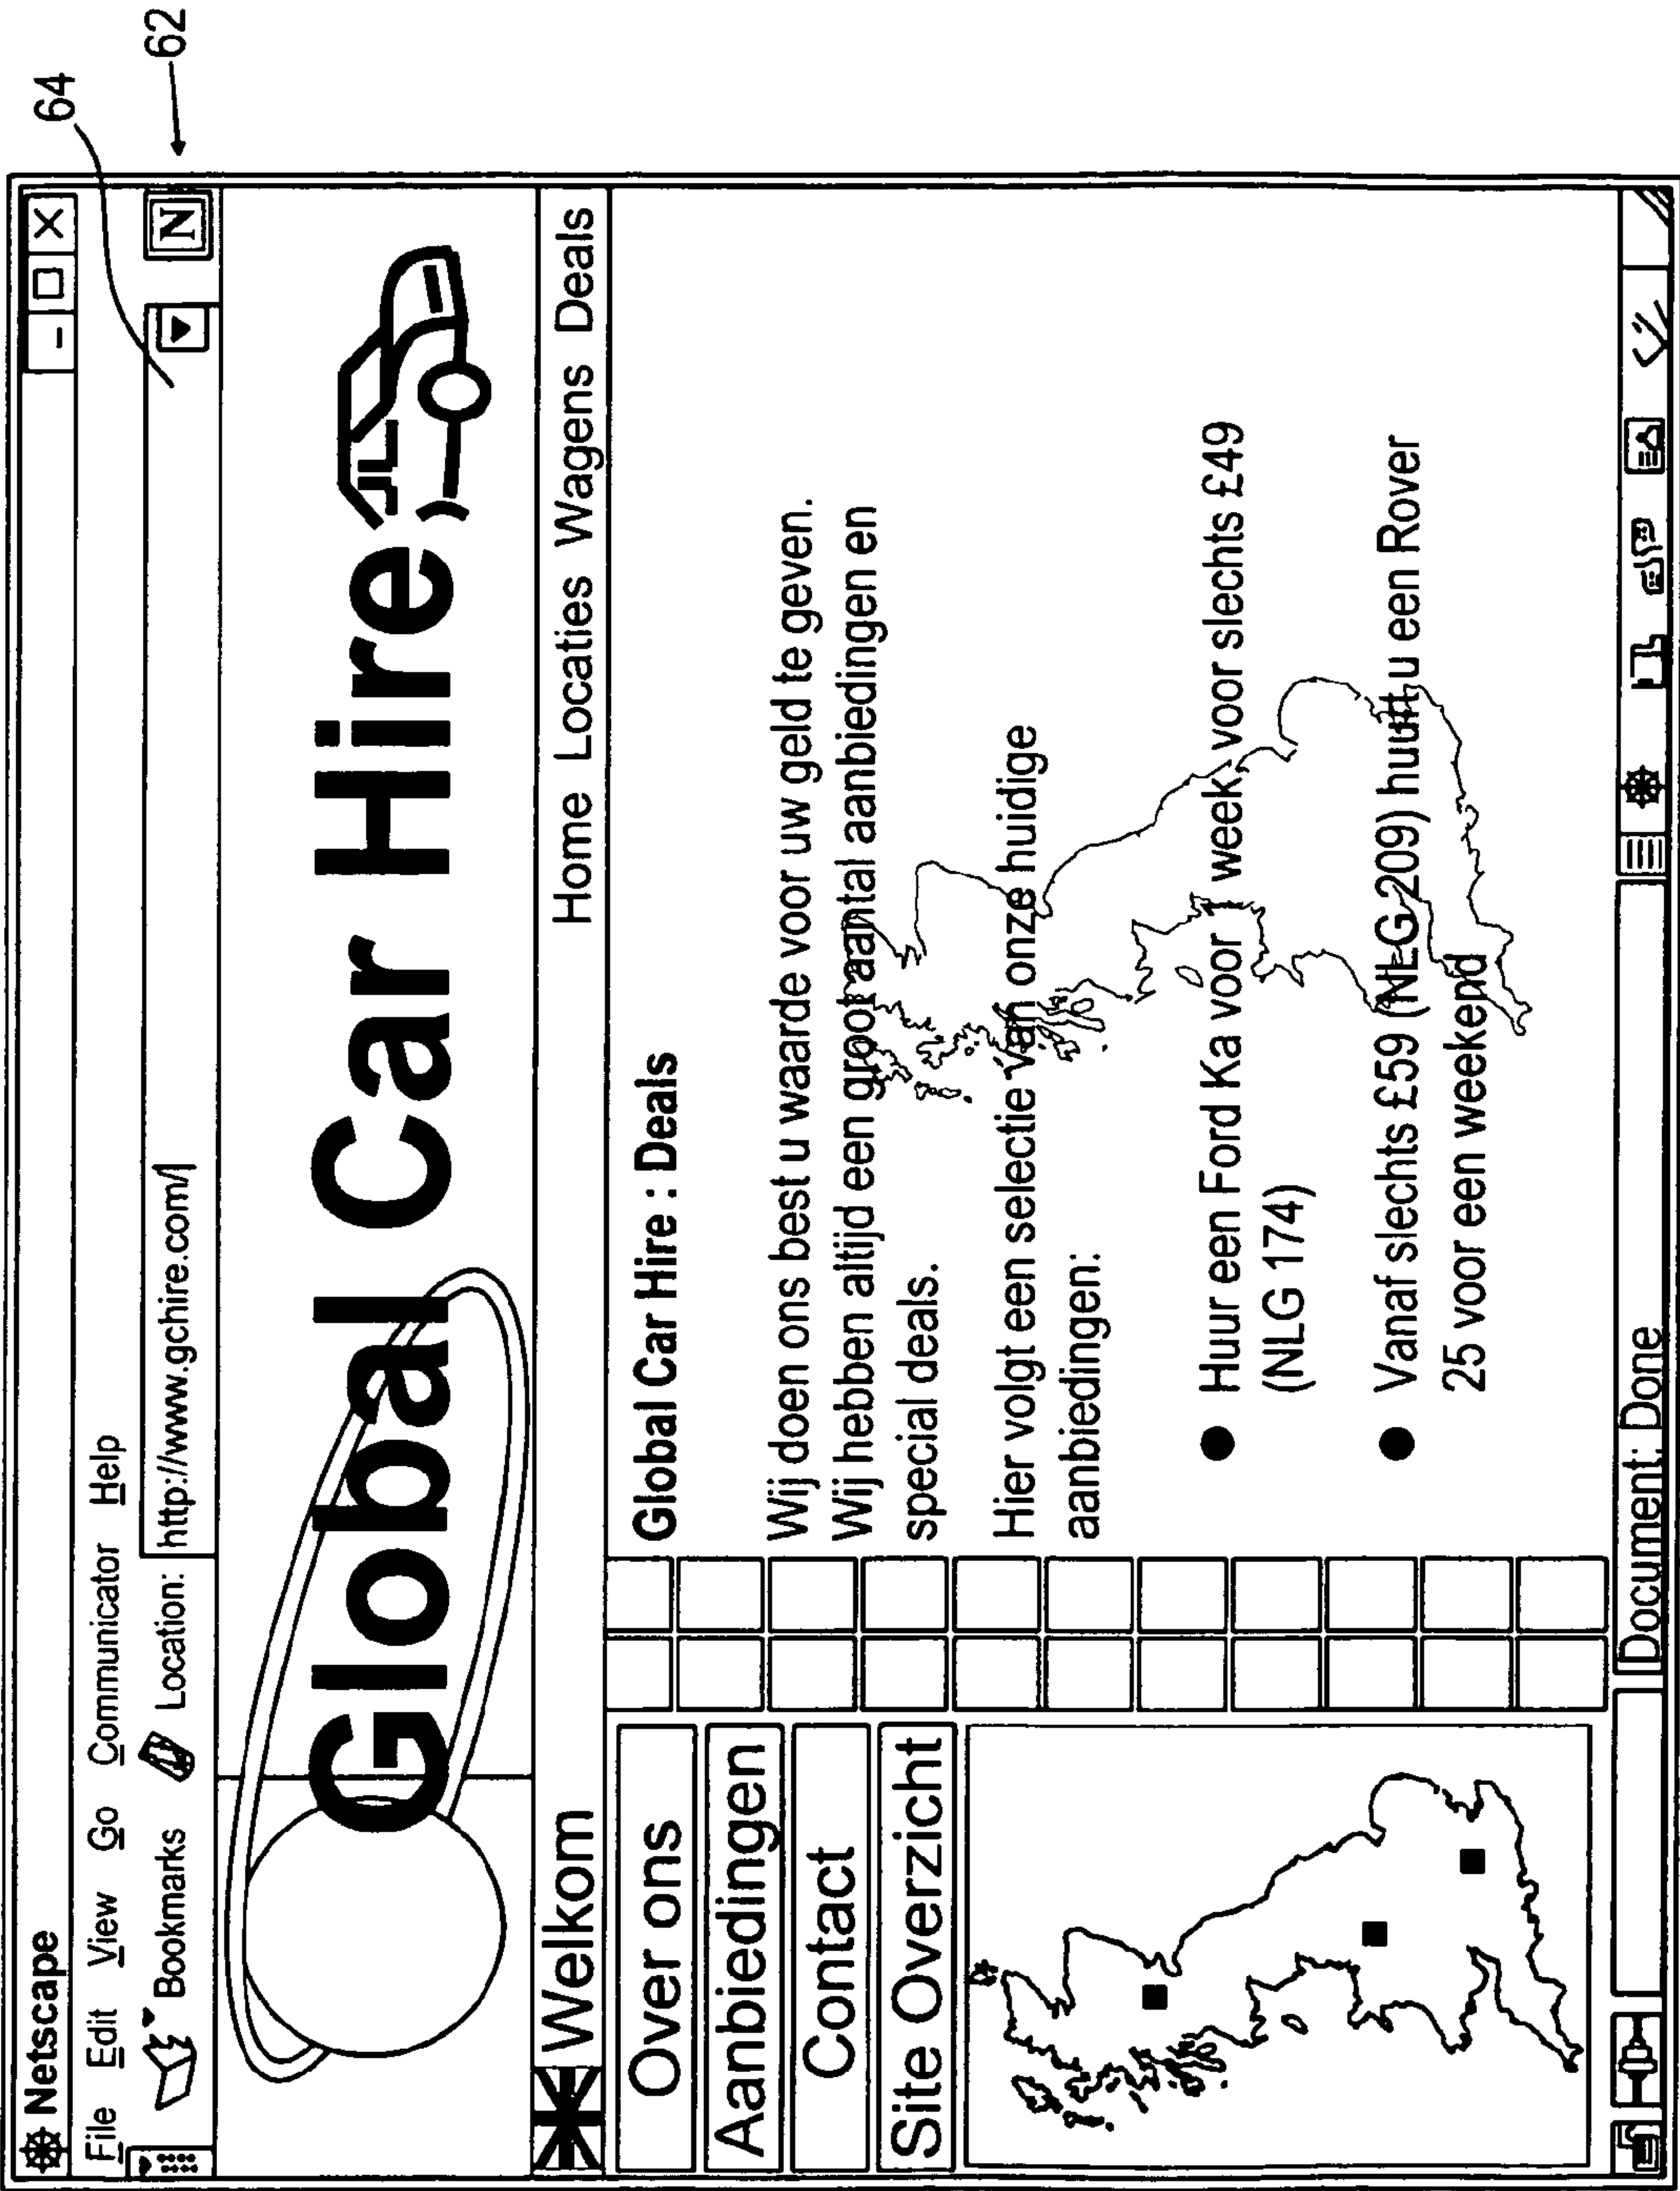 64
62
Netscape
File Edit View Go Communicator Help
Bookmarks Location: http://www.gchire.com/
N
Global Car Hire
Welkom
Home Locaties Wagens Deals
Over ons
Aanbiedingen
Contact
Site Overzicht
Global Car Hire : Deals
Wij doen ons best u waarde voor uw geld te geven.
Wij hebben altijd een groot aantal aanbiedingen en
special deals.
Hier volgt een selectie van onze huidige
aanbiedingen:
● Huur een Ford Ka voor 1 week voor slechts £49
(NLG 174)
● Vanaf slechts £59 (NLG 209) huurt u een Rover
25 voor een weekend
Document: Done